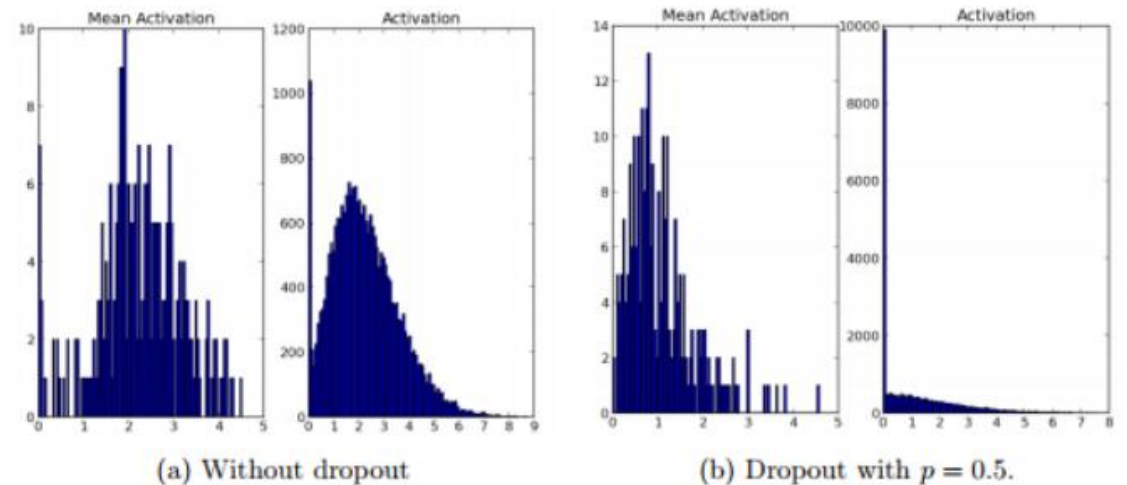 Mean Activation
10
8
6
4
2
0
0 1 2 3 4 5
Activation
1200
1000
800
600
400
200
0
0 1 2 3 4 5 6 7 8 9
(a) Without dropout
Mean Activation
14
12
10
8
6
4
2
0
0 1 2 3 4 5
Activation
10000
8000
6000
4000
2000
0
0 1 2 3 4 5 6 7 8
(b) Dropout with p = 0.5.